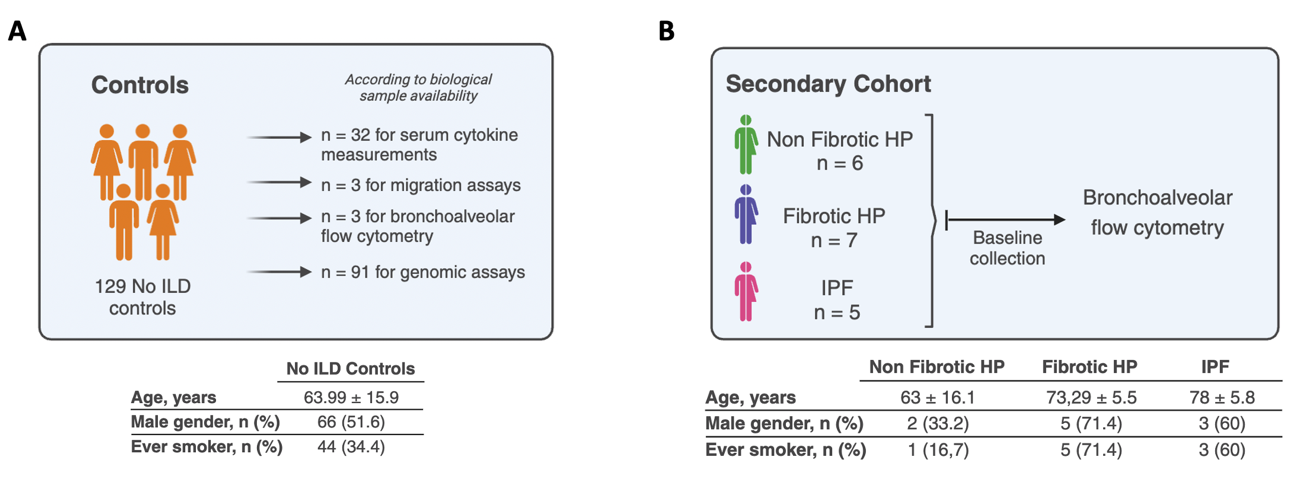 A
Controls
According to biological
sample availability
n = 32 for serum cytokine
measurements
n = 3 for migration assays
n = 3 for bronchoalveolar
flow cytometry
n = 91 for genomic assays
129 No ILD
controls
No ILD Controls
Age, years 63.99 ± 15.9
Male gender, n (%) 66 (51.6)
Ever smoker, n (%) 44 (34.4)
B
Secondary Cohort
Non Fibrotic HP
n = 6
Fibrotic HP
n = 7
IPF
n = 5
Baseline
collection
Bronchoalveolar
flow cytometry
Non Fibrotic HP Fibrotic HP IPF
Age, years 63 ± 16.1 73,29 ± 5.5 78 ± 5.8
Male gender, n (%) 2 (33.2) 5 (71.4) 3 (60)
Ever smoker, n (%) 1 (16,7) 5 (71.4) 3 (60)